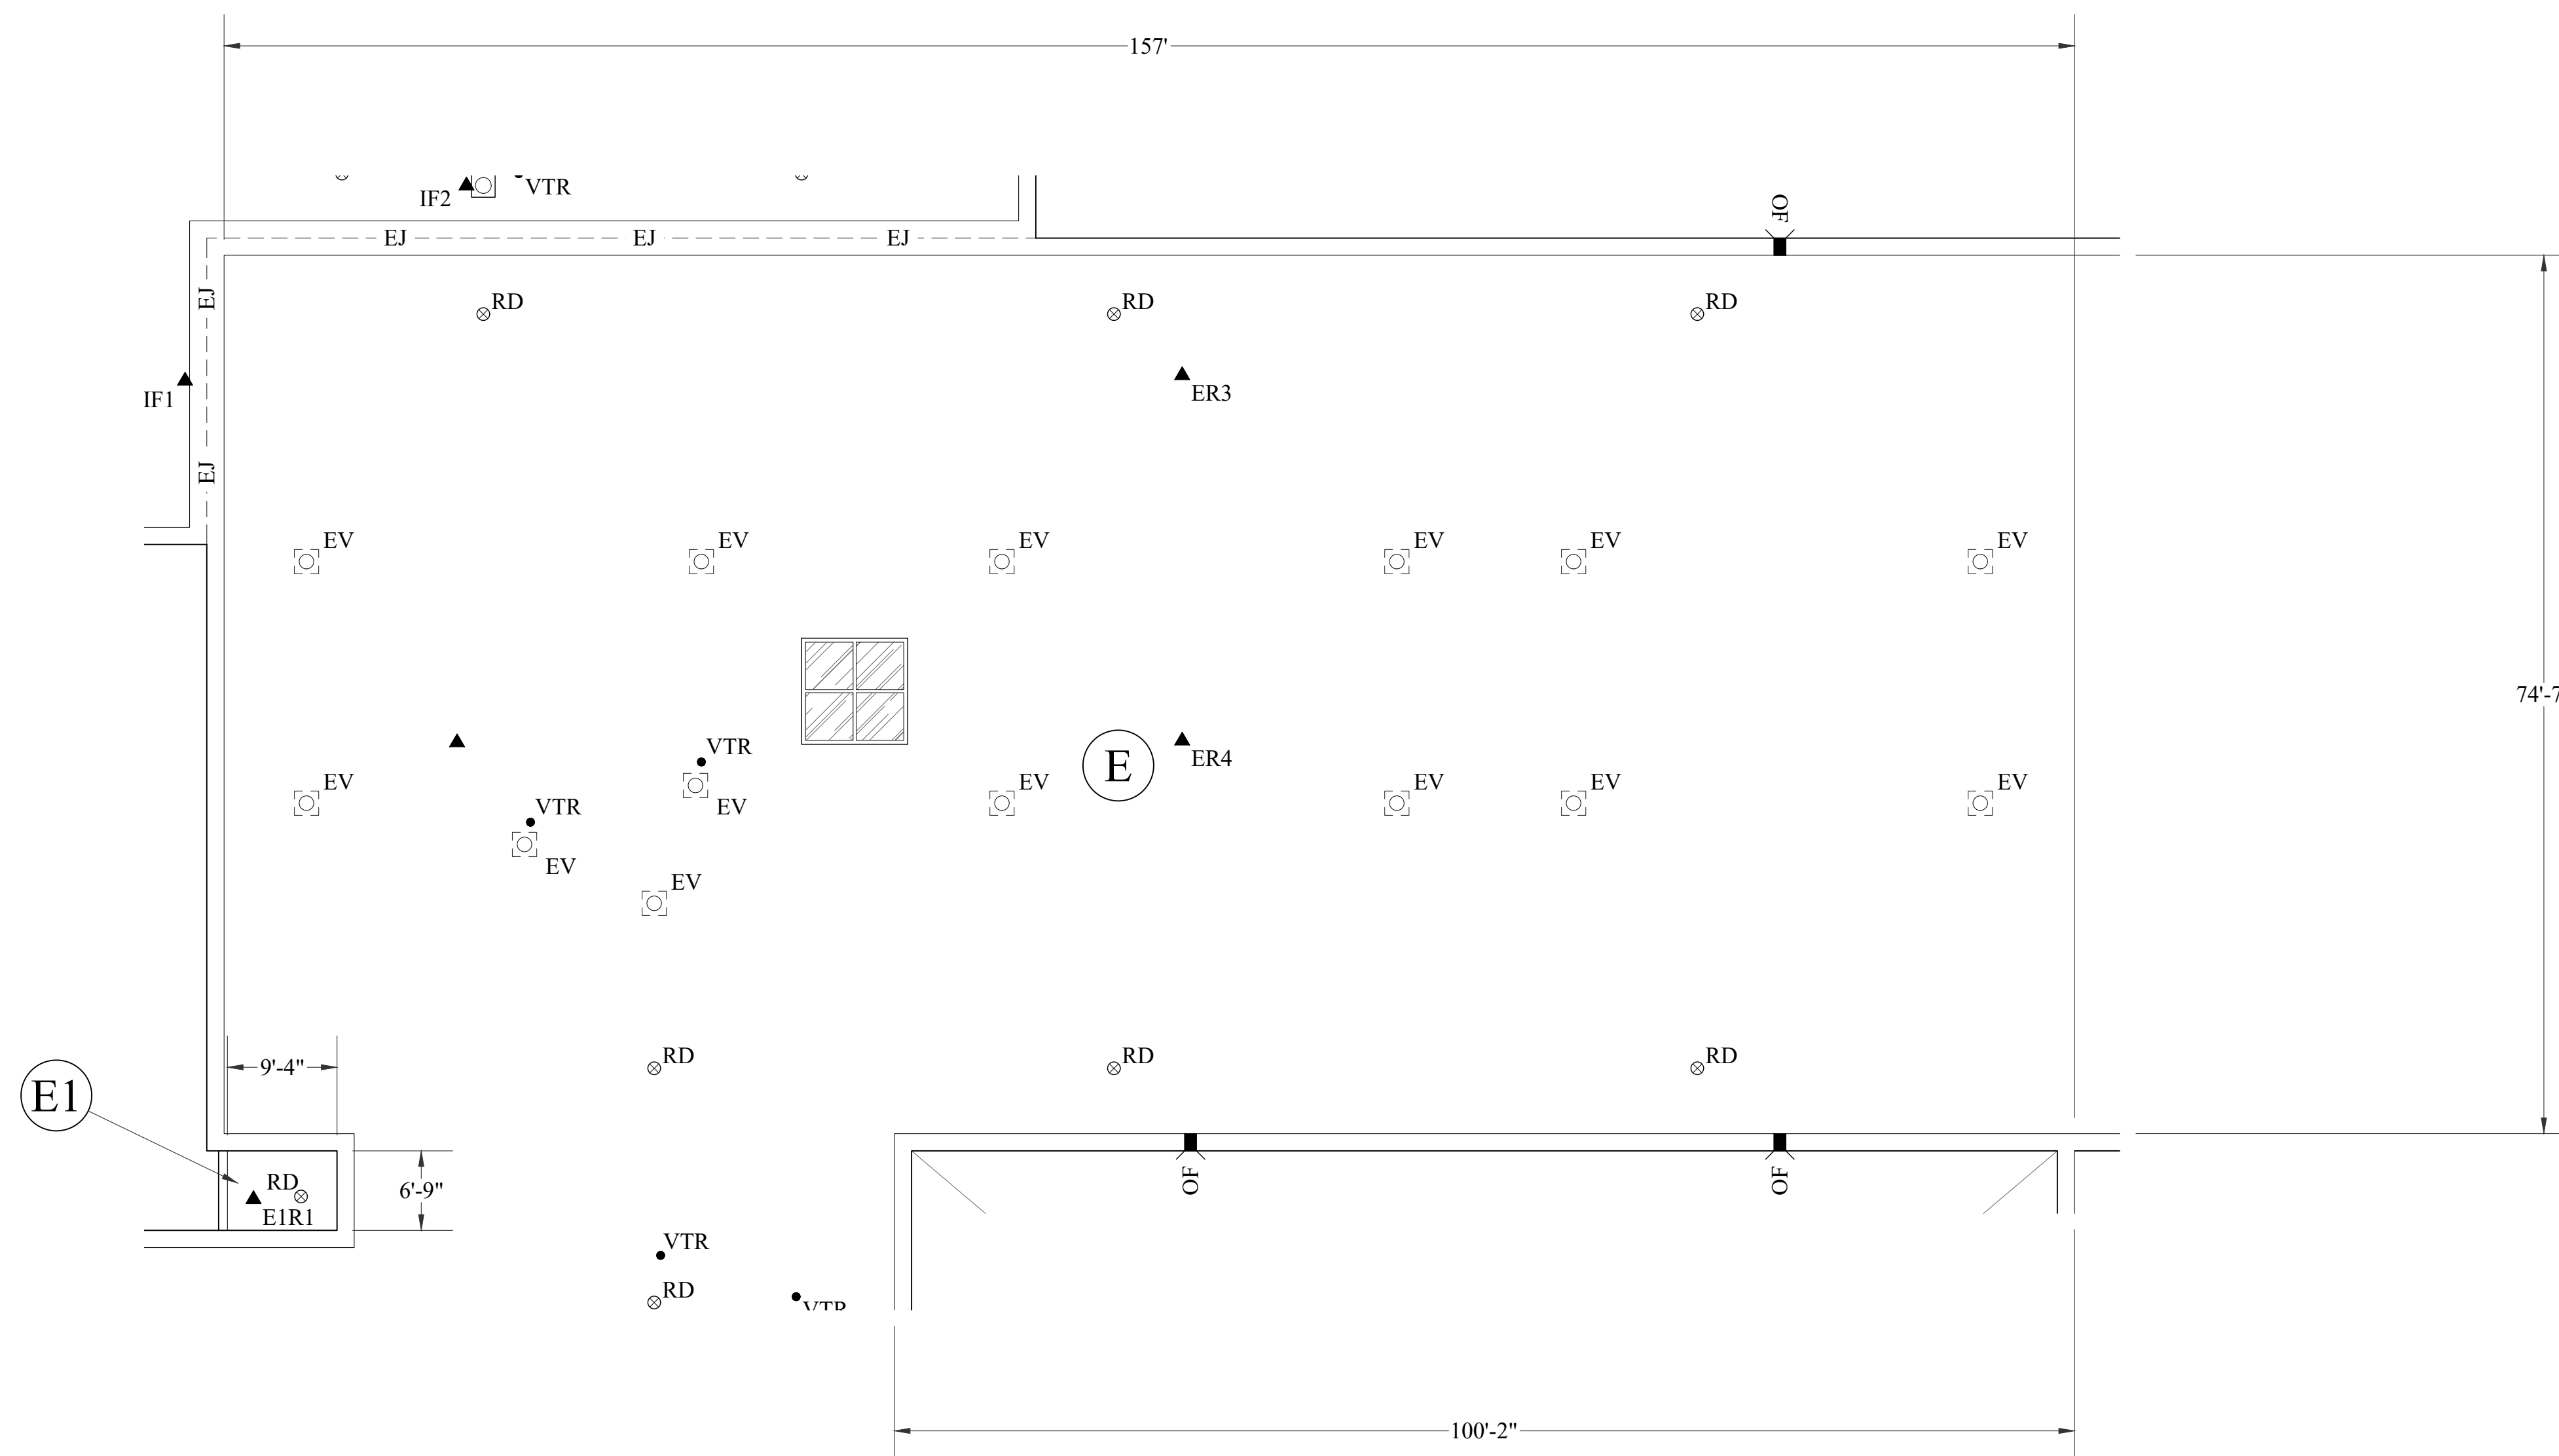 157'
IF2
VTR
OF
EJ
EJ
EJ
EJ
RD
RD
RD
IF1
ER3
EJ
EV
EV
EV
EV
EV
EV
74'-7
VTR
E
ER4
EV
VTR
EV
EV
EV
EV
EV
EV
EV
RD
RD
RD
9'-4"
E1
RD
E1R1
6'-9"
OF
OF
VTR
RD
VTR
100'-2"